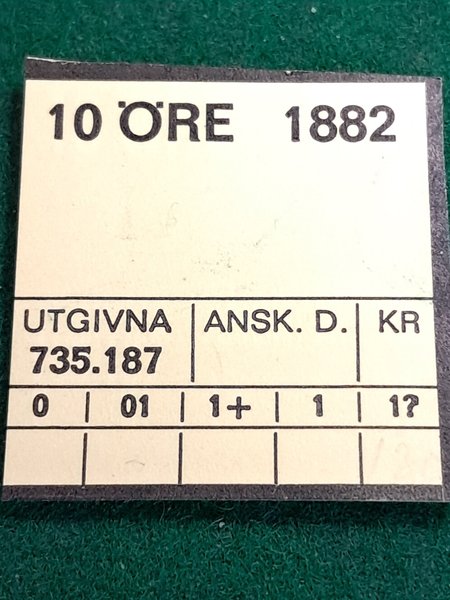 10 ÖRE 1882
UTGIVNA ANSK. D. KR
735.187
0 01 1+ 1 1?